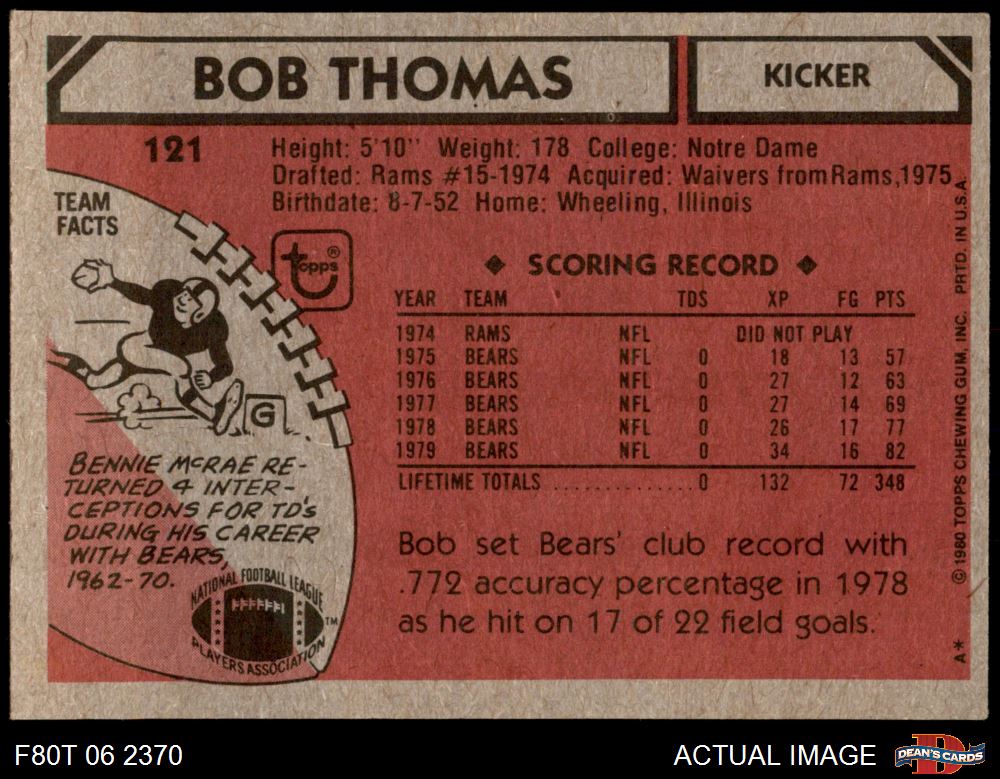 BOB THOMAS
KICKER
121
Height: 5'10" Weight: 178 College: Notre Dame
Drafted: Rams #15-1974 Acquired: Waivers from Rams, 1975
Birthdate: 8-7-52 Home: Wheeling, Illinois
TEAM
FACTS
topps®
◆ SCORING RECORD ◆
YEAR TEAM TDS XP FG PTS
1974 RAMS NFL DID NOT PLAY
1975 BEARS NFL 0 18 13 57
1976 BEARS NFL 0 27 12 63
1977 BEARS NFL 0 27 14 69
1978 BEARS NFL 0 26 17 77
1979 BEARS NFL 0 34 16 82
LIFETIME TOTALS .............. 0 132 72 348
G
BENNIE McRAE RE-
TURNED 4 INTER-
CEPTIONS FOR TD's
DURING HIS CAREER
WITH BEARS,
1962-70.
NATIONAL FOOTBALL LEAGUE
PLAYERS ASSOCIATION
TM
Bob set Bears' club record with
.772 accuracy percentage in 1978
as he hit on 17 of 22 field goals.
A* © 1980 TOPPS CHEWING GUM, INC. PRTD. IN U.S.A.
F80T 06 2370
ACTUAL IMAGE
D
DEAN'S CARDS